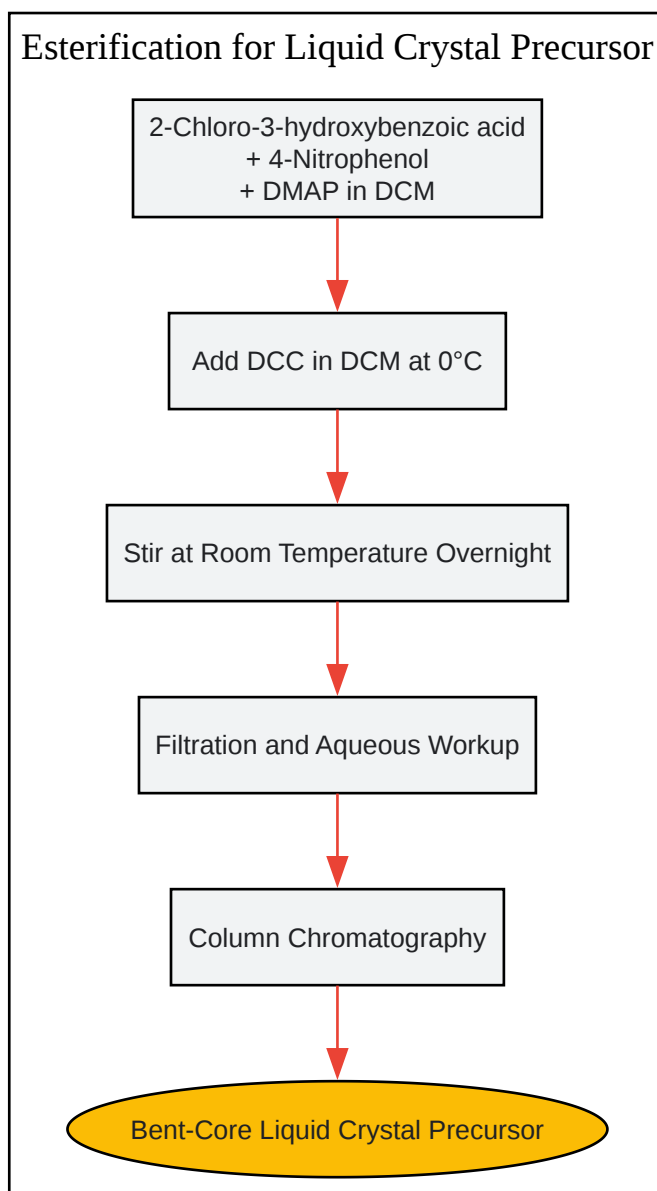 Esterification for Liquid Crystal Precursor
2-Chloro-3-hydroxybenzoic acid
+ 4-Nitrophenol
+ DMAP in DCM
Add DCC in DCM at 0°C
Stir at Room Temperature Overnight
Filtration and Aqueous Workup
Column Chromatography
Bent-Core Liquid Crystal Precursor